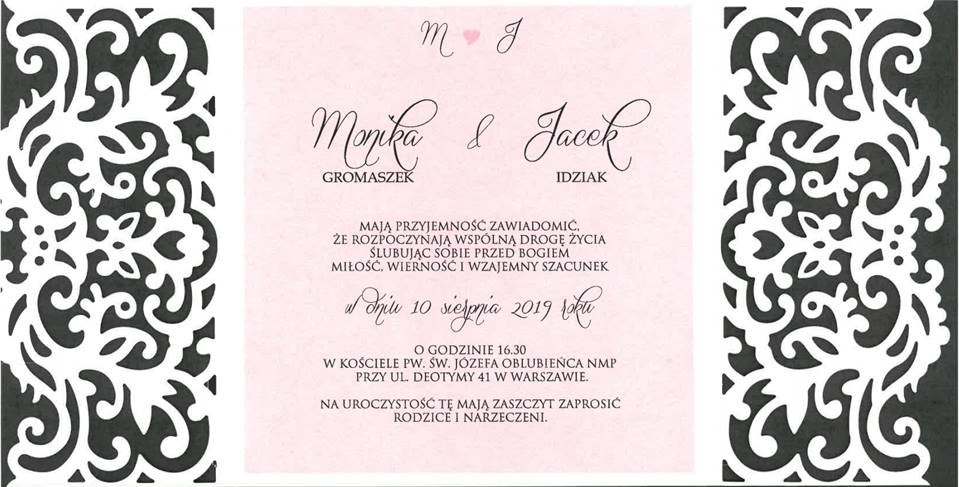 M J
Monika & Jacek
GROMASZEK IDZIAK
MAJĄ PRZYJEMNOŚĆ ZAWIADOMIĆ,
ŻE ROZPOCZYNAJĄ WSPÓLNĄ DROGĘ ŻYCIA
ŚLUBUJĄC SOBIE PRZED BOGIEM
MIŁOŚĆ, WIERNOŚĆ I WZAJEMNY SZACUNEK
w dniu 10 sierpnia 2019 roku
O GODZINIE 16.30
W KOŚCIELE PW. ŚW. JÓZEFA OBLUBIEŃCA NMP
PRZY UL. DEOTYMY 41 W WARSZAWIE.
NA UROCZYSTOŚĆ TĘ MAJĄ ZASZCZYT ZAPROSIĆ
RODZICE I NARZECZENI.